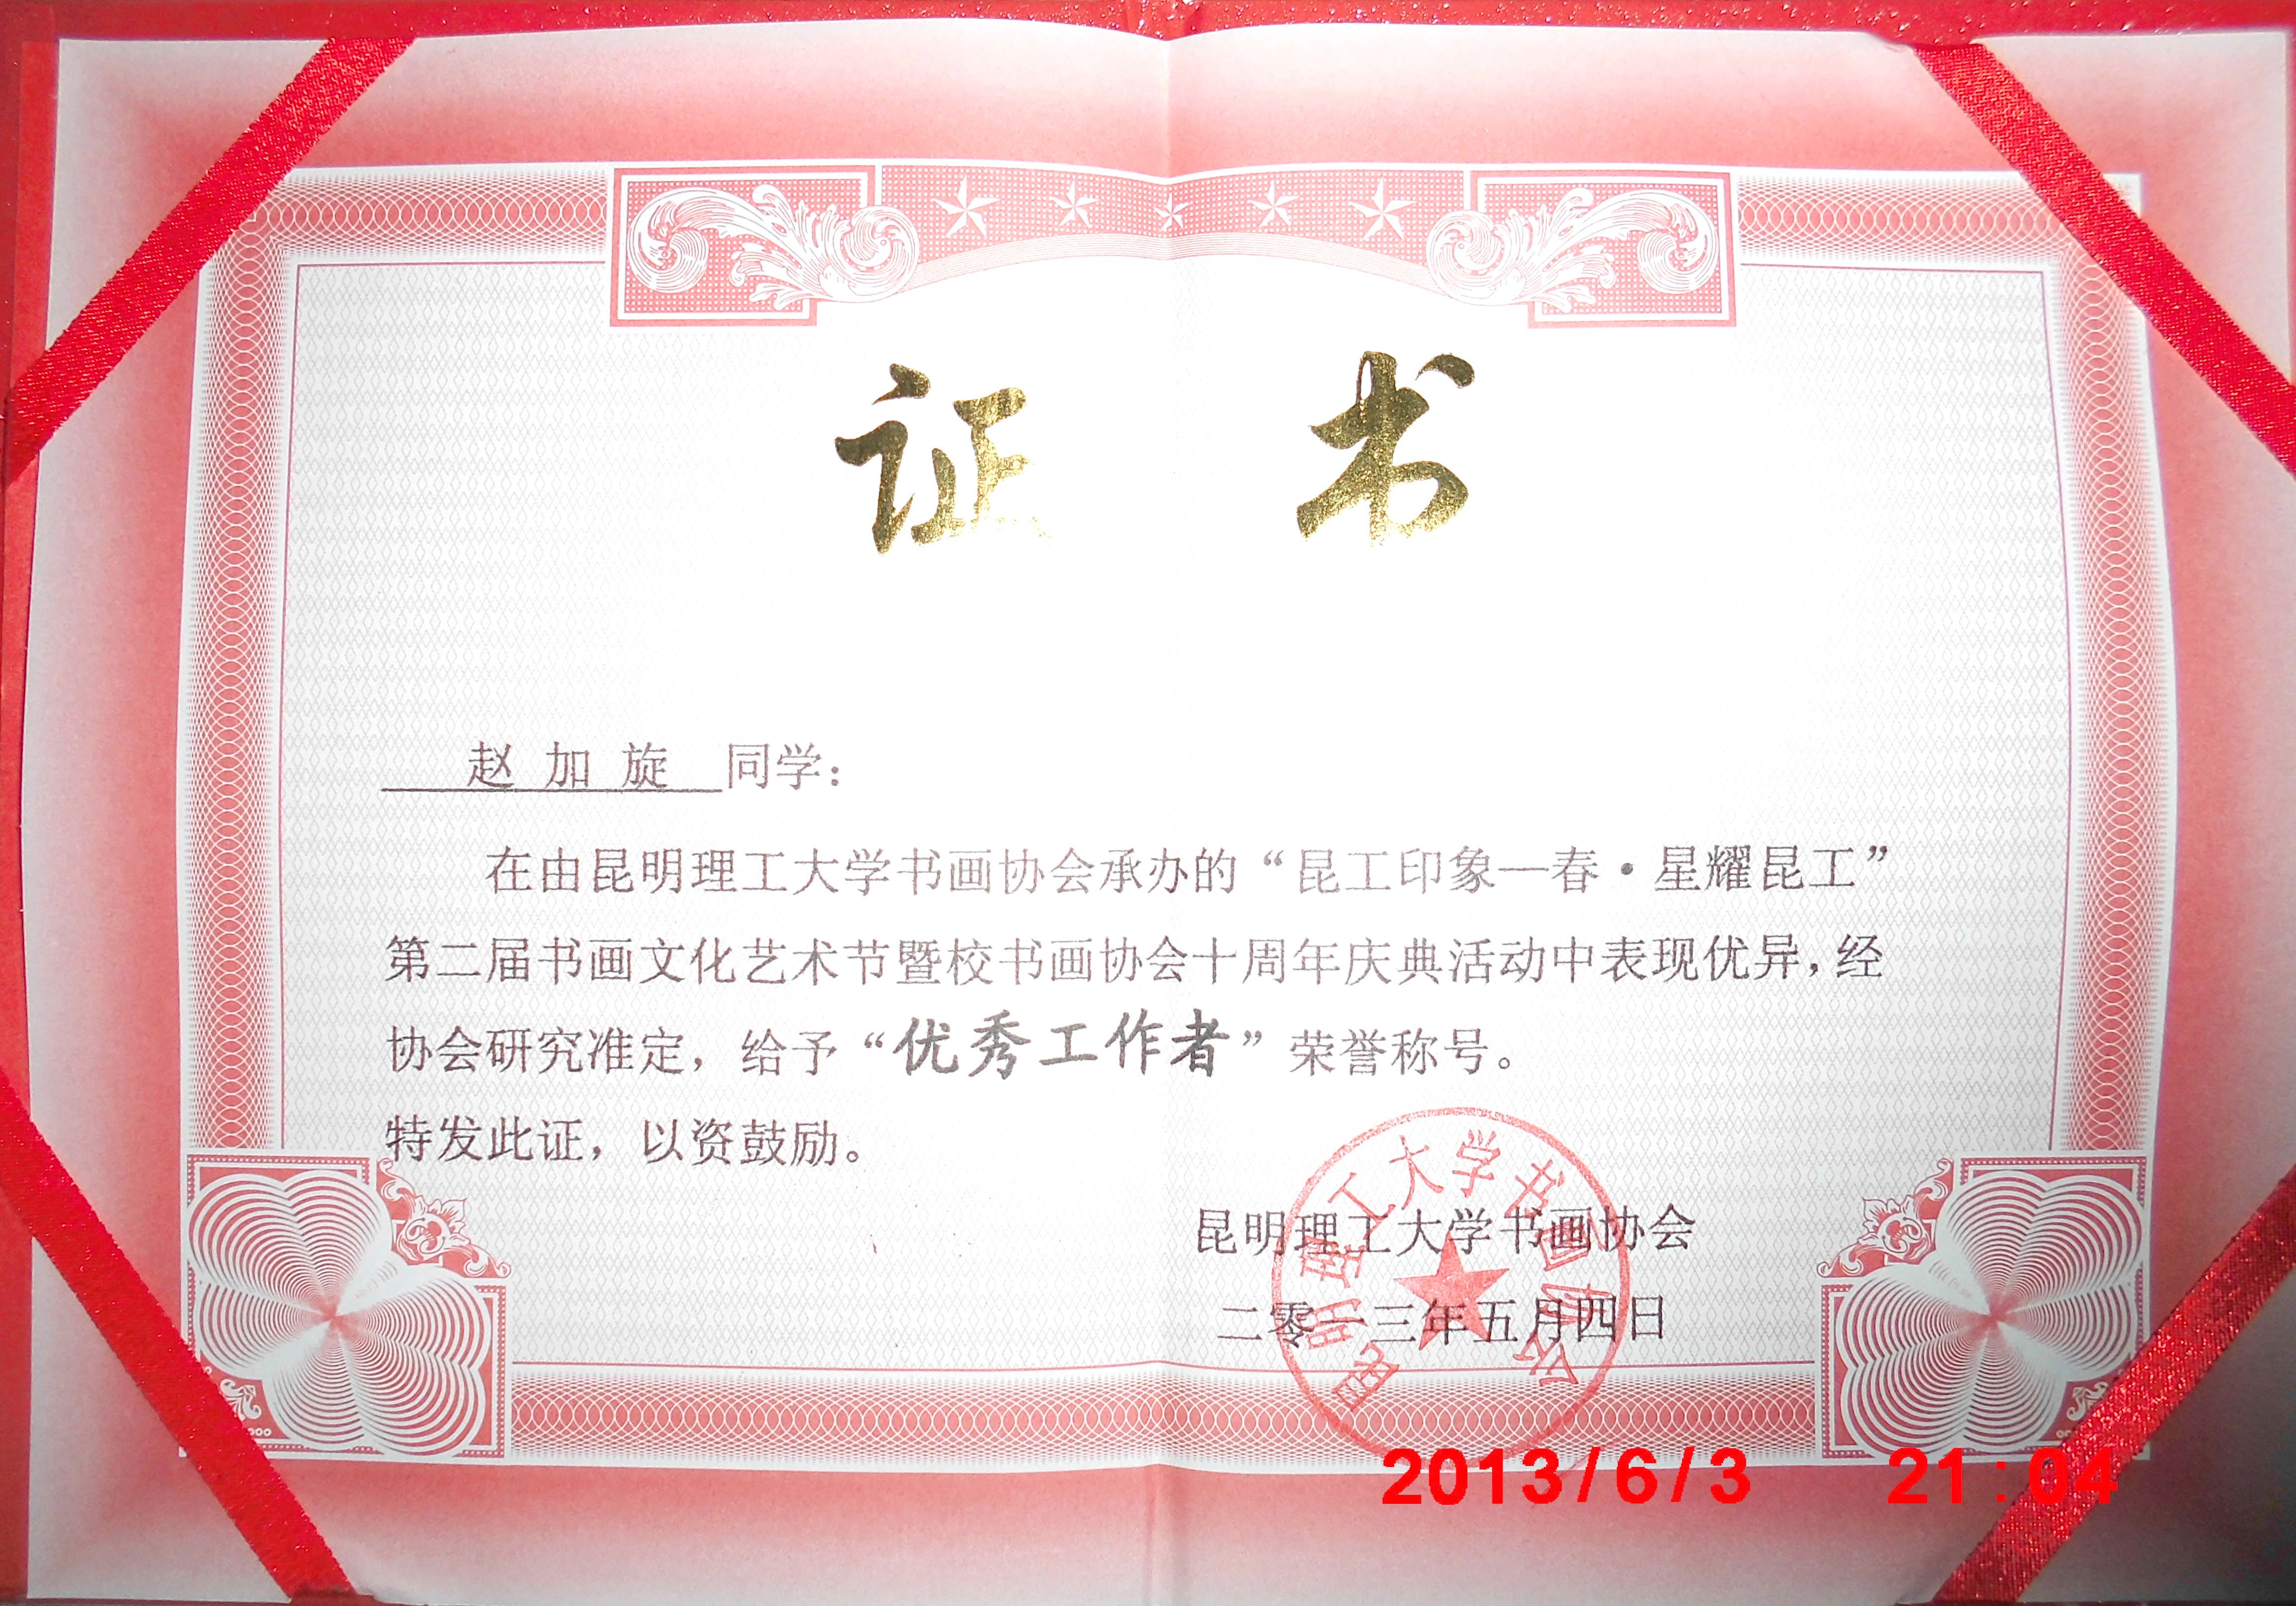 证 书
赵 加 旋 同学：
在由昆明理工大学书画协会承办的“昆工印象—春·星耀昆工”
第二届书画文化艺术节暨校书画协会十周年庆典活动中表现优异，经
协会研究准定，给予“优秀工作者”荣誉称号。
特发此证，以资鼓励。
昆明理工大学书画协会
二零一三年五月四日
昆明理工大学书画协会
2013/6/3 21:04